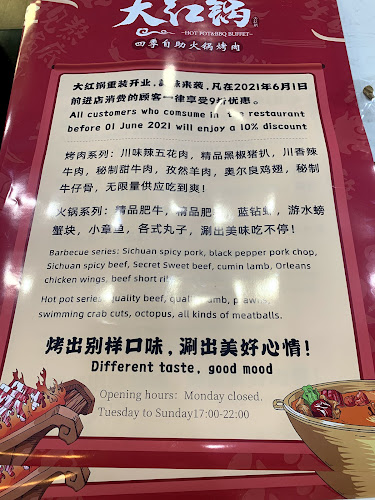 大红锅
HOT POT&BBQ BUFFET
四季自助火锅烤肉
大红锅重装开业，美味来袭，凡在2021年6月1日
前进店消费的顾客一律享受9折优惠。
All customers who comsume in the restaurant
before 01 June 2021 will enjoy a 10% discount
烤肉系列：川味辣五花肉，精品黑椒猪扒，川香辣
牛肉，秘制甜牛肉，孜然羊肉，奥尔良鸡翅，秘制
牛仔骨，无限量供应吃到爽！
火锅系列：精品肥牛，精品肥 ，蓝钻虾，游水螃
蟹块，小章鱼，各式丸子，涮出美味吃不停！
Barbecue series: Sichuan spicy pork, black pepper pork chop,
Sichuan spicy beef, Secret Sweet beef, cumin lamb, Orleans
chicken wings, beef short
Hot pot series: quality beef, lamb,
swimming crab cuts, octopus, all kinds of meatballs.
烤出别样口味，涮出美好心情！
Different taste, good mood
Opening hours: Monday closed,
Tuesday to Sunday17:00-22:00